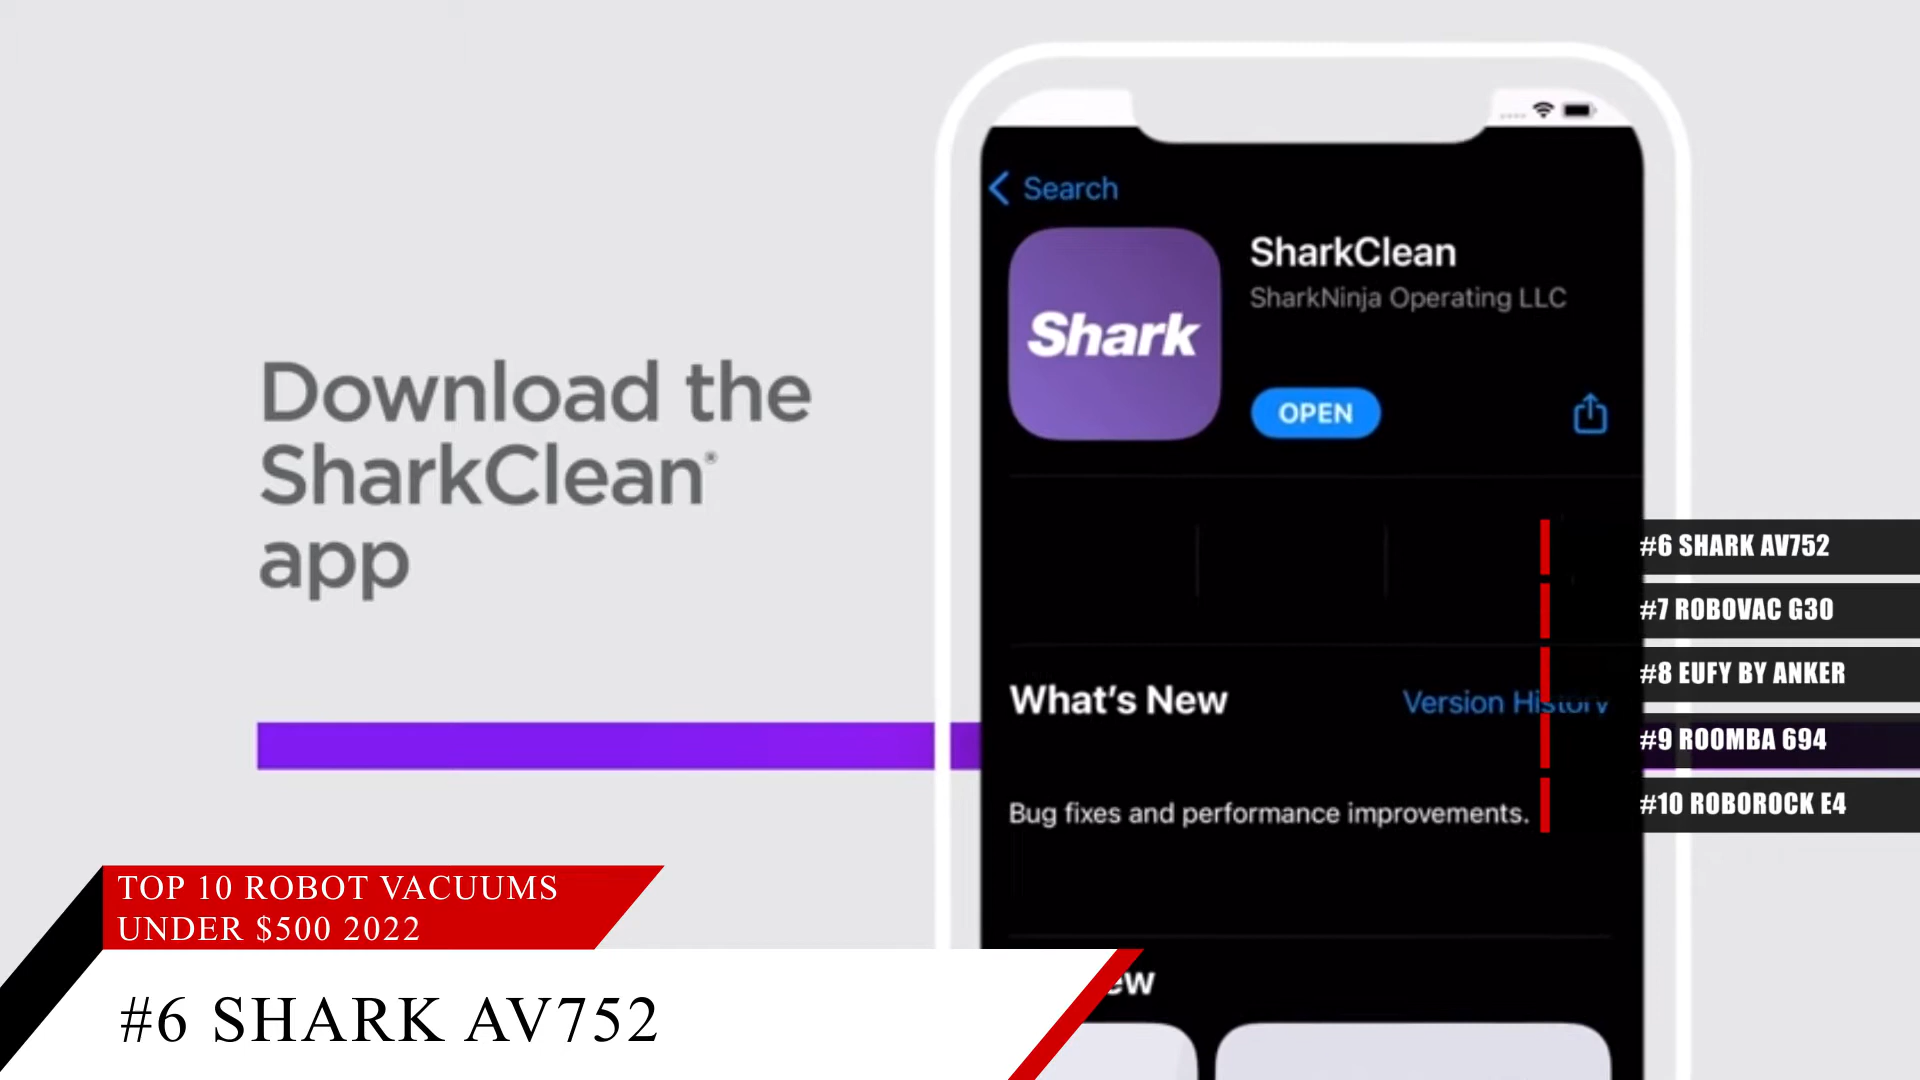 Search
SharkClean
SharkNinja Operating LLC
Shark
OPEN
Download the
SharkClean®
app
#6 SHARK AV752
#7 ROBOVAC G30
#8 EUFY BY ANKER
#9 ROOMBA 694
#10 ROBOROCK E4
What's New
Version History
Bug fixes and performance improvements.
TOP 10 ROBOT VACUUMS
UNDER $500 2022
#6 SHARK AV752